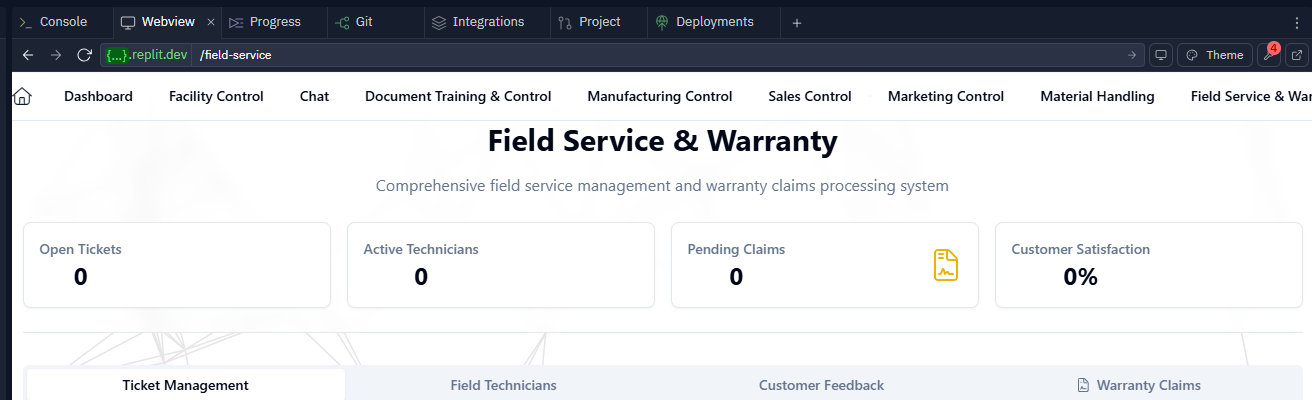 Console Webview × Progress Git Integrations Project Deployments +
{...}.replit.dev /field-service Theme 4
Dashboard Facility Control Chat Document Training & Control Manufacturing Control Sales Control Marketing Control Material Handling Field Service & War
Field Service & Warranty
Comprehensive field service management and warranty claims processing system
Open Tickets
0
Active Technicians
0
Pending Claims
0
Customer Satisfaction
0%
Ticket Management Field Technicians Customer Feedback Warranty Claims